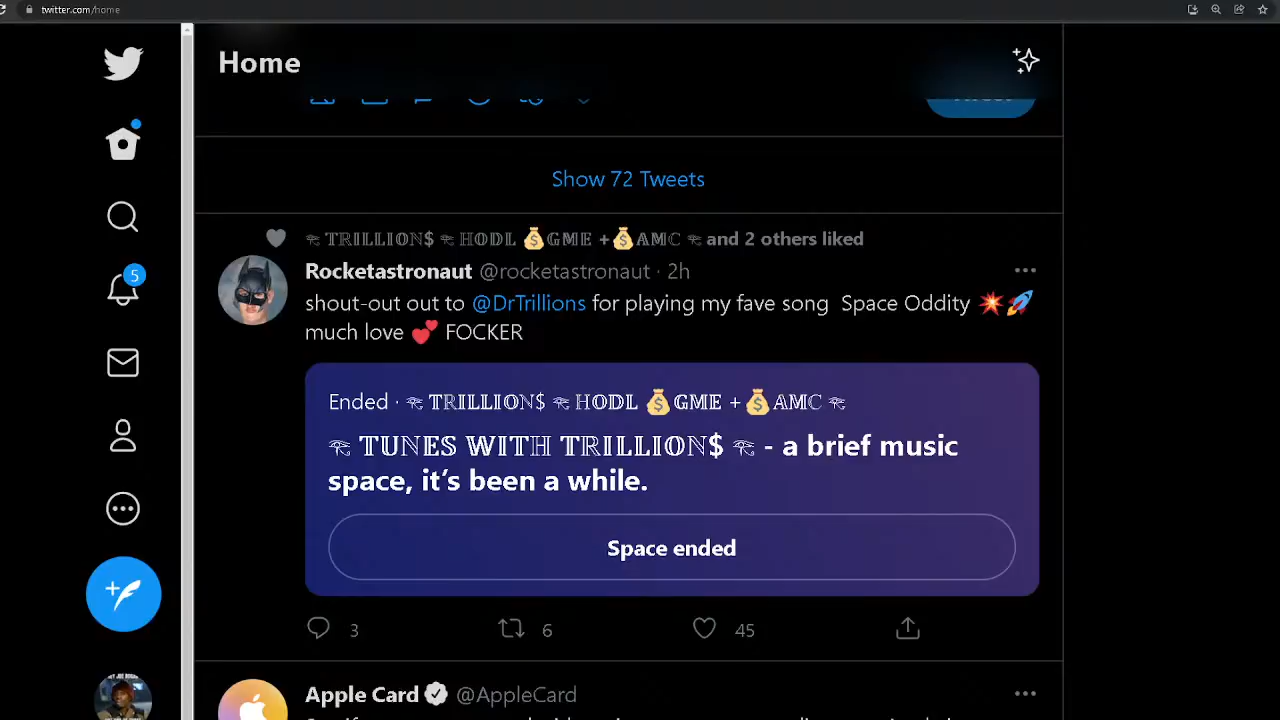 twitter.com/home
Home
Show 72 Tweets
𓂀 𝕋ℝ𝕀𝕃𝕃𝕀𝕆ℕ$ 𓂀 ℍ𝕆𝔻𝕃 💰𝔾𝕄𝔼 +💰𝔸𝕄ℂ 𓂀 and 2 others liked
Rocketastronaut @rocketastronaut · 2h
shout-out out to @DrTrillions for playing my fave song Space Oddity 💥🚀
much love 💕 FOCKER
Ended · 𓂀 𝕋ℝ𝕀𝕃𝕃𝕀𝕆ℕ$ 𓂀 ℍ𝕆𝔻𝕃 💰𝔾𝕄𝔼 +💰𝔸𝕄ℂ 𓂀
𓂀 𝕋𝕌ℕ𝔼𝕊 𝕎𝕀𝕋ℍ 𝕋ℝ𝕀𝕃𝕃𝕀𝕆ℕ$ 𓂀 - a brief music
space, it’s been a while.
Space ended
3 6 45
5
Apple Card @AppleCard